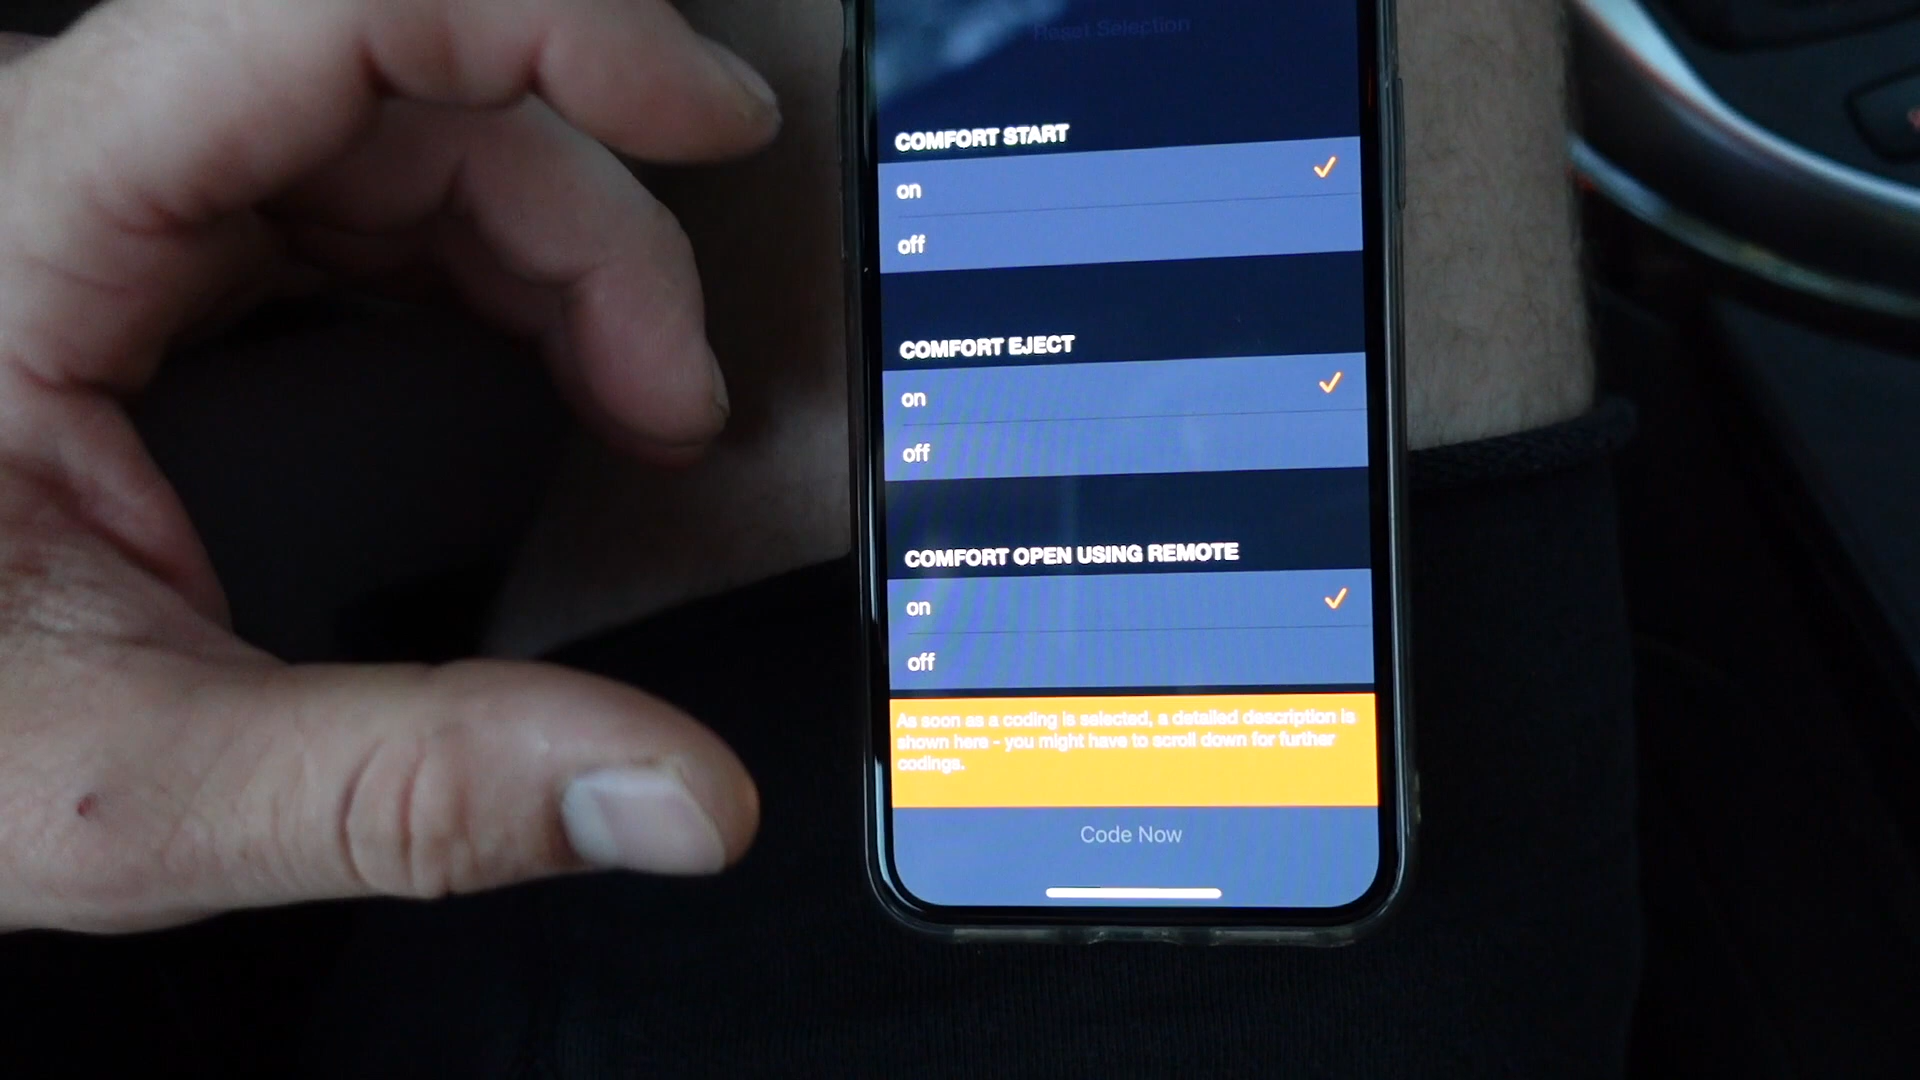 Reset Selection
COMFORT START
on
off
COMFORT EJECT
on
off
COMFORT OPEN USING REMOTE
on
off
As soon as a coding is selected, a detailed description is
shown here - you might have to scroll down for further
codings.
Code Now